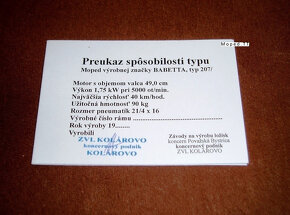 Moped
Preukaz spôsobilosti typu
Moped výrobnej značky BABETTA, typ 207/
Motor s objemom valca 49,0 cm
Výkon 1,75 kW pri 5000 ot/min.
Najväčšia rýchlosť 40 km/hod.
Užitočná hmotnosť 90 kg
Rozmer pneumatík 21/4 x 16
Výrobné číslo rámu ..................
Rok výroby 19.......
Vyrobili
ZVL KOLÁROVO
koncernový podnik
KOLÁROVO
Závody na výrobu ložísk
koncern Považská Bystrica
koncernový podnik
ZVL KOLÁROVO